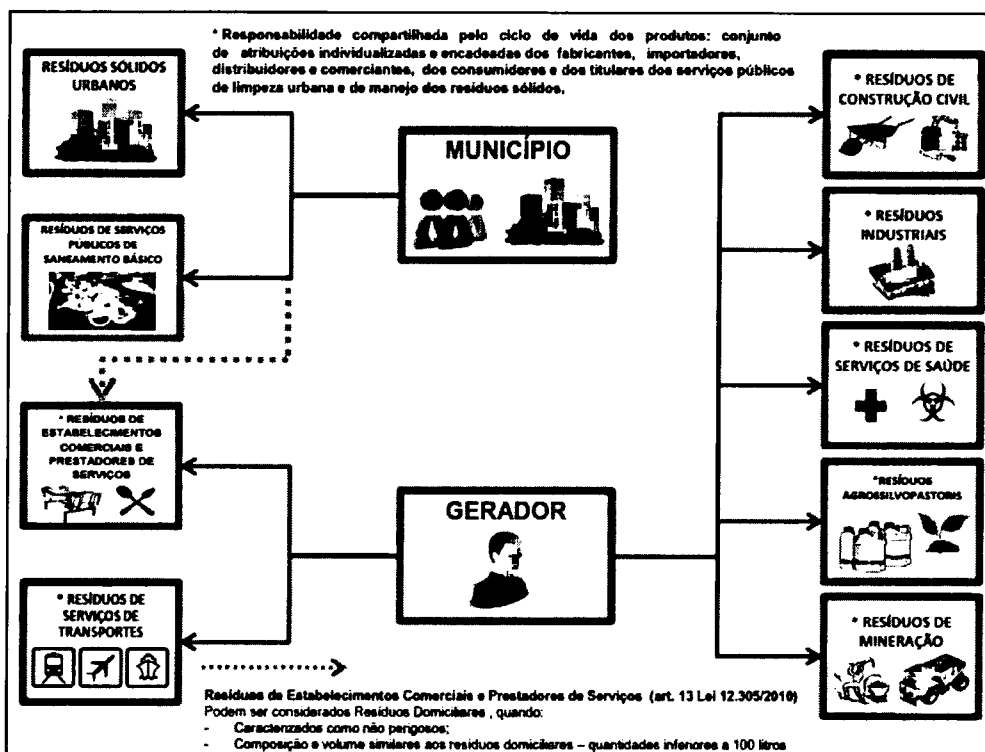 * Responsabilidade compartilhada pelo ciclo de vida dos produtos: conjunto
de atribuições individualizadas e encadeadas dos fabricantes, importadores,
distribuidores e comerciantes, dos consumidores e dos titulares dos serviços públicos
de limpeza urbana e de manejo dos resíduos sólidos.
RESÍDUOS SÓLIDOS
URBANOS
RESÍDUOS DE SERVIÇOS
PÚBLICOS DE
SANEAMENTO BÁSICO
* RESÍDUOS DE
ESTABELECIMENTOS
COMERCIAIS E
PRESTADORES DE
SERVIÇOS
* RESÍDUOS DE
SERVIÇOS DE
TRANSPORTES
MUNICÍPIO
GERADOR
* RESÍDUOS DE
CONSTRUÇÃO CIVIL
* RESÍDUOS
INDUSTRIAIS
* RESÍDUOS DE
SERVIÇOS DE SAÚDE
*RESÍDUOS
AGROSSILVOPASTORIS
* RESÍDUOS DE
MINERAÇÃO
Resíduos de Estabelecimentos Comerciais e Prestadores de Serviços (art. 13 Lei 12.305/2010)
Podem ser considerados Resíduos Domiciliares , quando:
- Caracterizados como não perigosos;
- Composição e volume similares aos resíduos domiciliares – quantidades inferiores a 100 litros